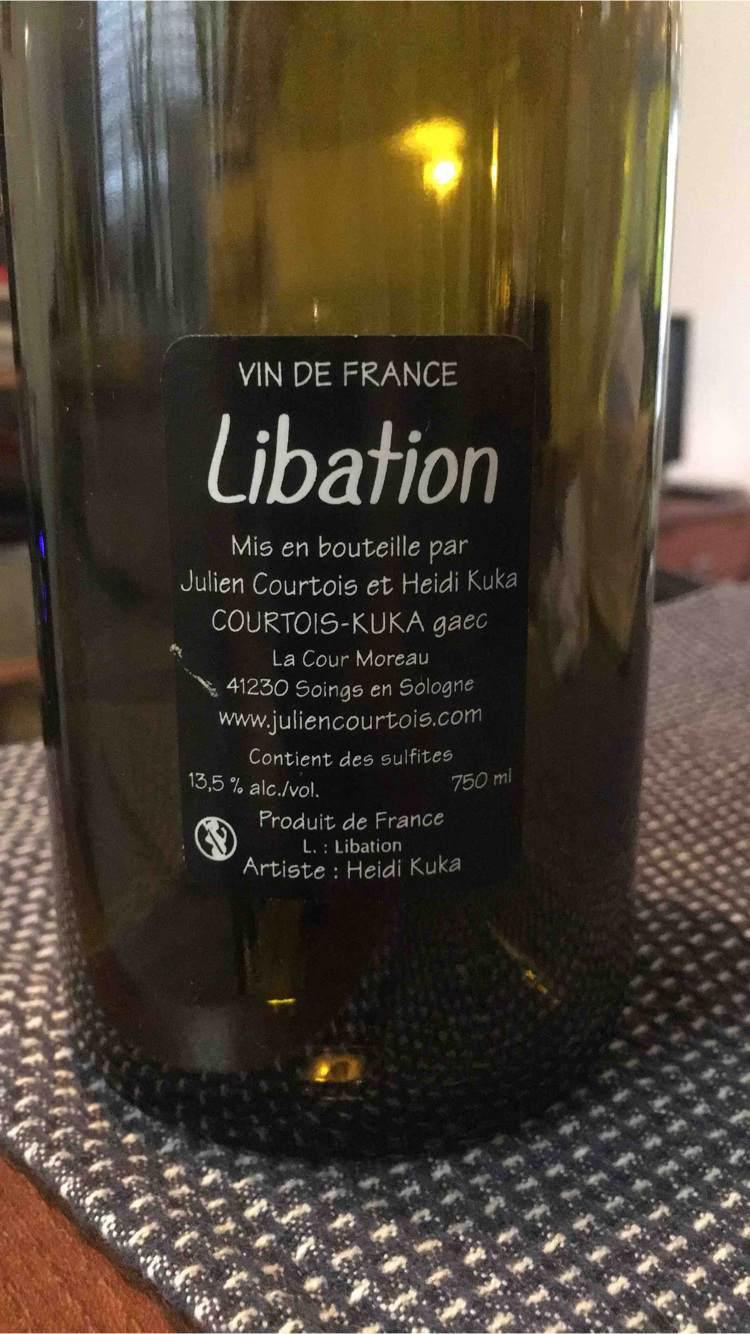 VIN DE FRANCE
Libation
Mis en bouteille par
Julien Courtois et Heidi Kuka
COURTOIS-KUKA gaec
La Cour Moreau
41230 Soings en Sologne
www.juliencourtois.com
Contient des sulfites
13,5 % alc./vol. 750 ml
Produit de France
L. : Libation
Artiste : Heidi Kuka